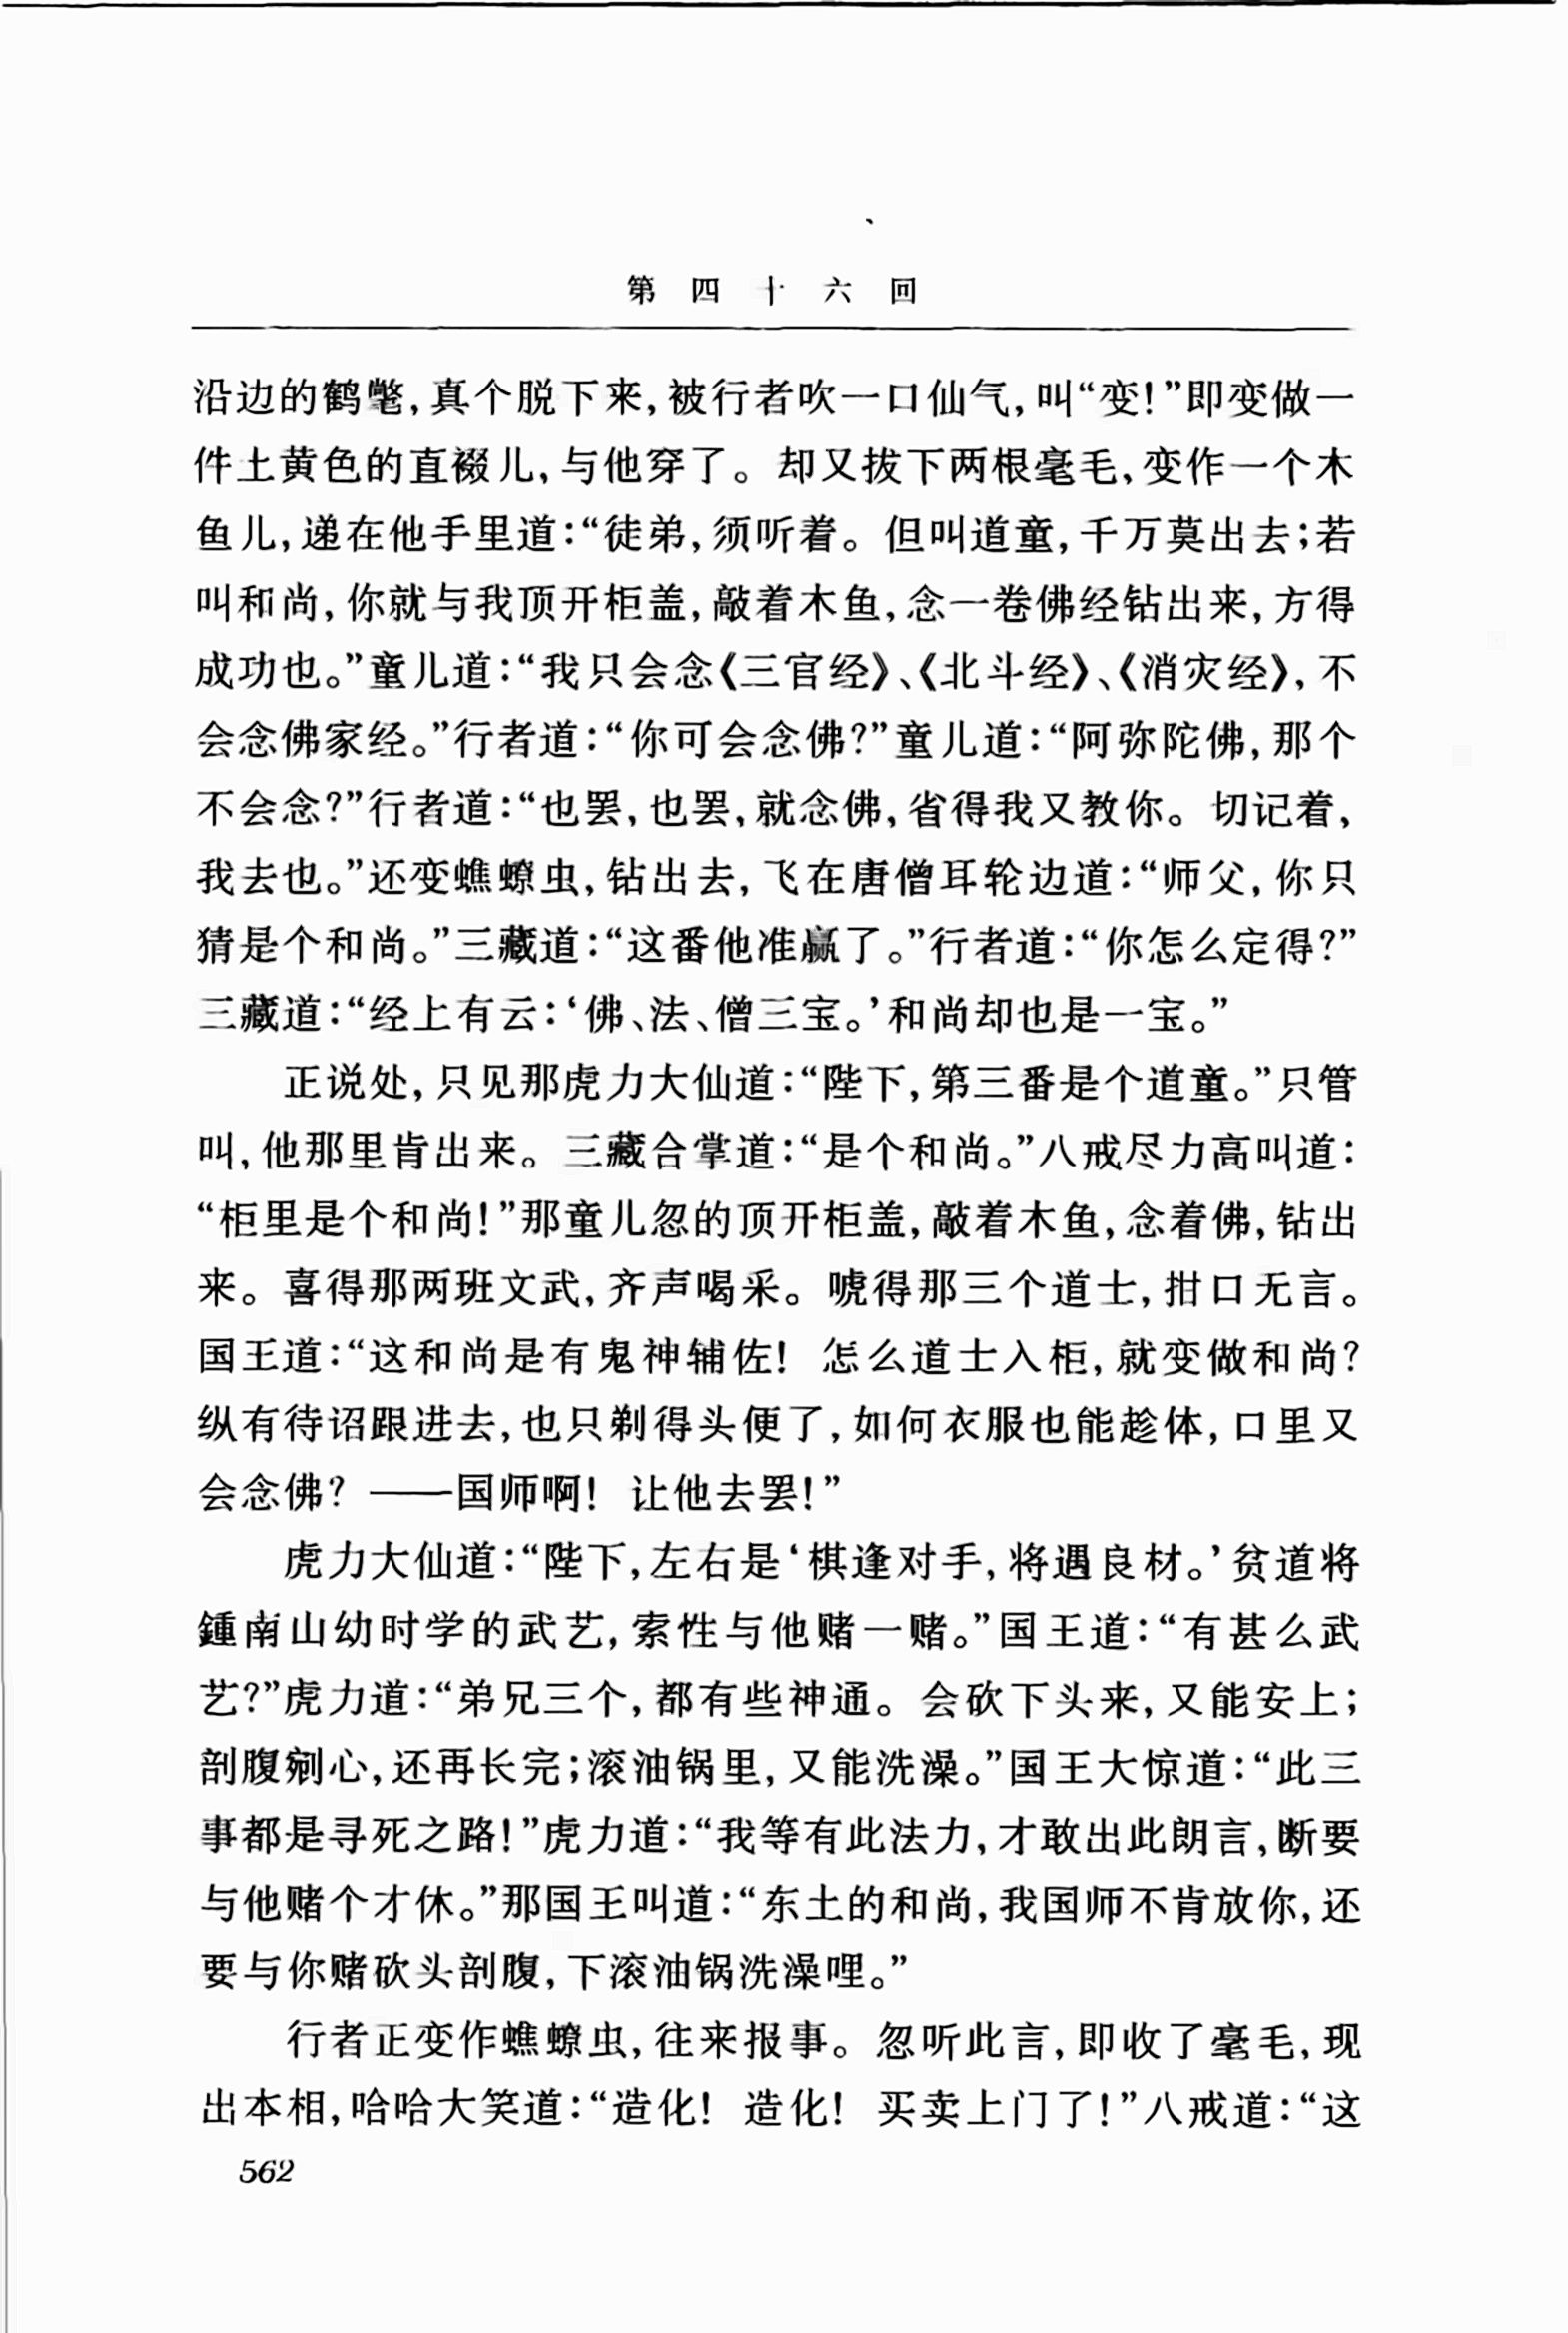 第四十六回
沿边的鹤氅，真个脱下来，被行者吹一口仙气，叫“变！”即变做一
件土黄色的直裰儿，与他穿了。却又拔下两根毫毛，变作一个木
鱼儿，递在他手里道：“徒弟，须听着。但叫道童，千万莫出去；若
叫和尚，你就与我顶开柜盖，敲着木鱼，念一卷佛经钻出来，方得
成功也。”童儿道：“我只会念《三官经》、《北斗经》、《消灾经》，不
会念佛家经。”行者道：“你可会念佛？”童儿道：“阿弥陀佛，那个
不会念？”行者道：“也罢，也罢，就念佛，省得我又教你。切记着，
我去也。”还变蟭蟟虫，钻出去，飞在唐僧耳轮边道：“师父，你只
猜是个和尚。”三藏道：“这番他准赢了。”行者道：“你怎么定得？”
三藏道：“经上有云：‘佛、法、僧三宝。’和尚却也是一宝。”
正说处，只见那虎力大仙道：“陛下，第三番是个道童。”只管
叫，他那里肯出来。三藏合掌道：“是个和尚。”八戒尽力高叫道：
“柜里是个和尚！”那童儿忽的顶开柜盖，敲着木鱼，念着佛，钻出
来。喜得那两班文武，齐声喝采。唬得那三个道士，拑口无言。
国王道：“这和尚是有鬼神辅佐！怎么道士入柜，就变做和尚？
纵有待诏跟进去，也只剃得头便了，如何衣服也能趁体，口里又
会念佛？——国师啊！让他去罢！”
虎力大仙道：“陛下，左右是‘棋逢对手，将遇良材。’贫道将
鍾南山幼时学的武艺，索性与他赌一赌。”国王道：“有甚么武
艺？”虎力道：“弟兄三个，都有些神通。会砍下头来，又能安上；
剖腹剜心，还再长完；滚油锅里，又能洗澡。”国王大惊道：“此三
事都是寻死之路！”虎力道：“我等有此法力，才敢出此朗言，断要
与他赌个才休。”那国王叫道：“东土的和尚，我国师不肯放你，还
要与你赌砍头剖腹，下滚油锅洗澡哩。”
行者正变作蟭蟟虫，往来报事。忽听此言，即收了毫毛，现
出本相，哈哈大笑道：“造化！造化！买卖上门了！”八戒道：“这
562